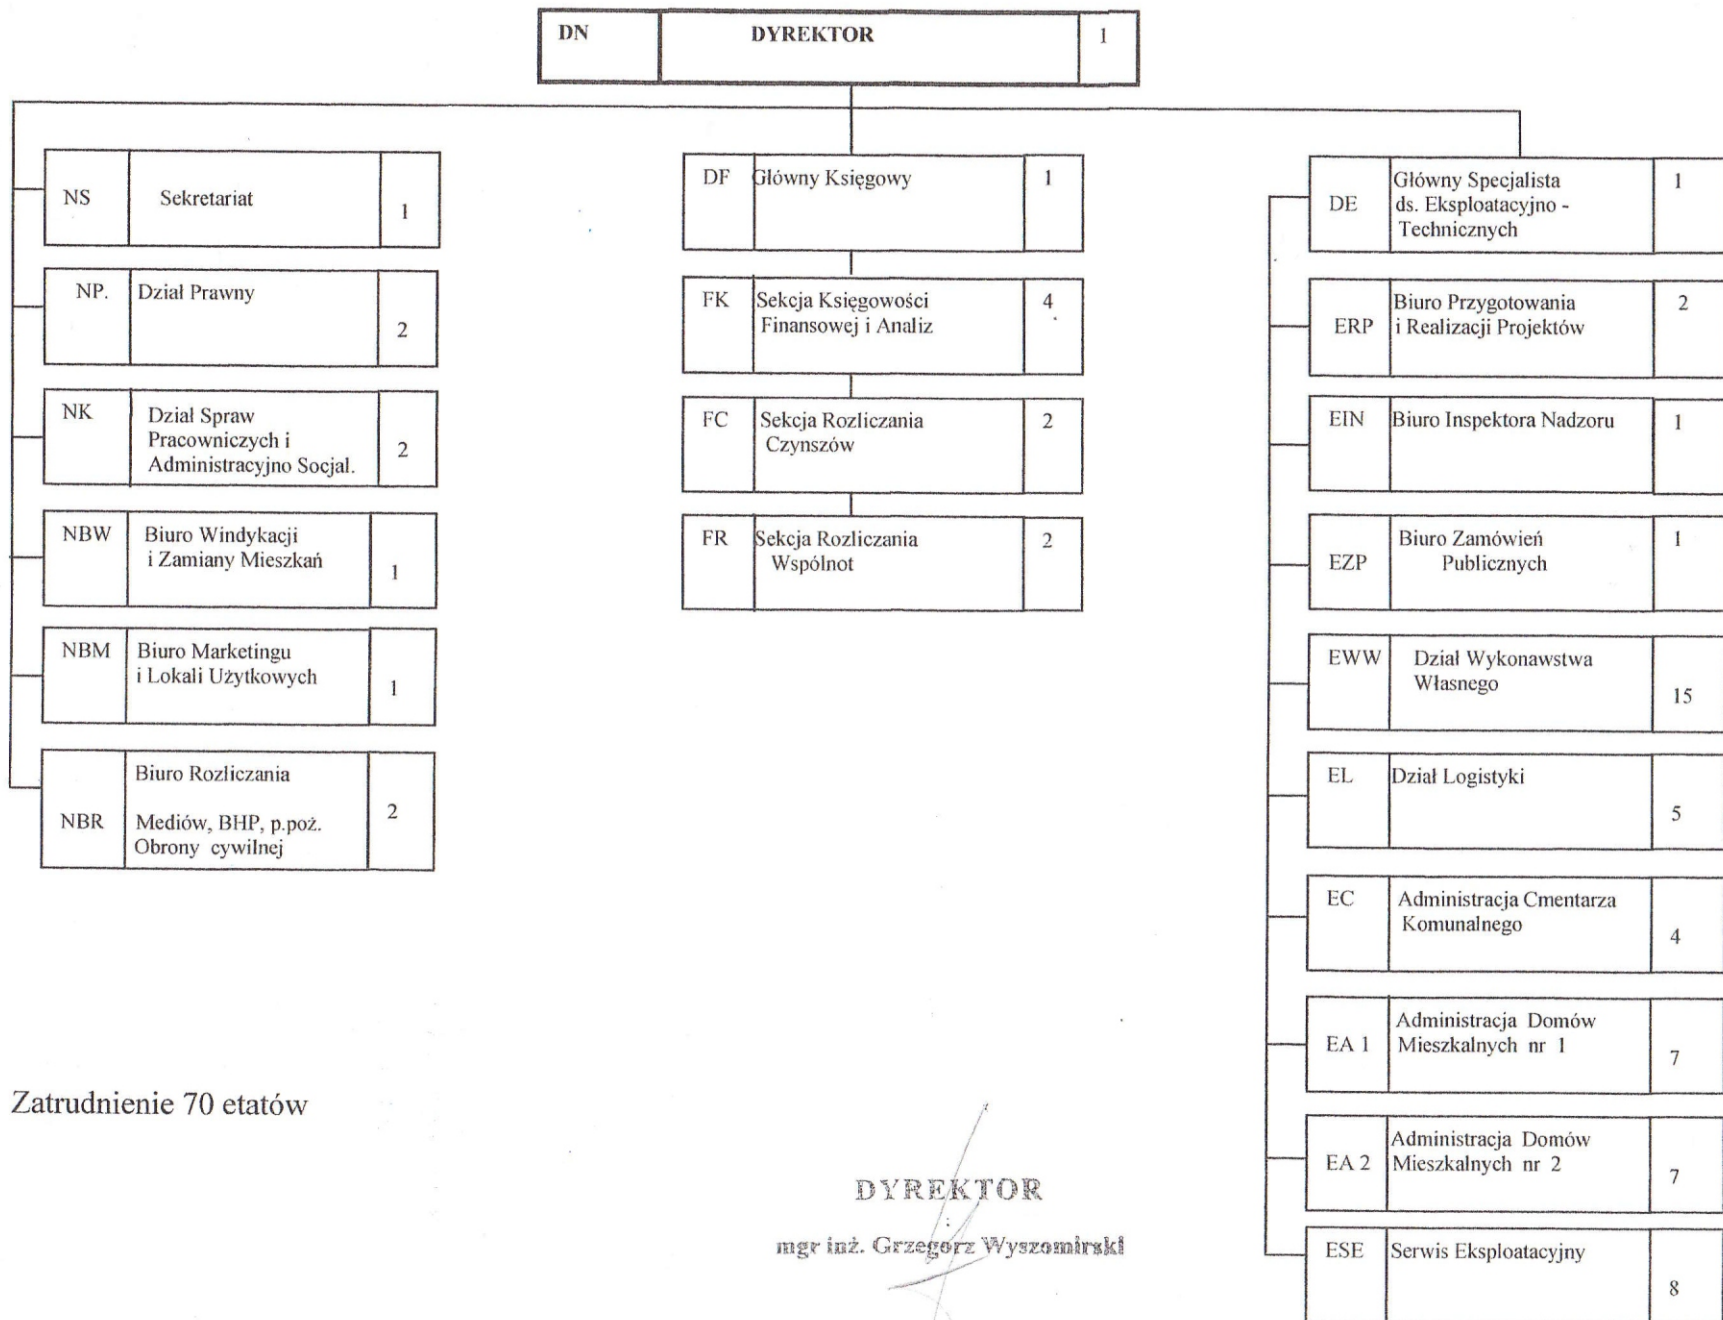 DN DYREKTOR 1
NS Sekretariat 1
NP. Dział Prawny 2
NK Dział Spraw
Pracowniczych i
Administracyjno Socjal. 2
NBW Biuro Windykacji
i Zamiany Mieszkań 1
NBM Biuro Marketingu
i Lokali Użytkowych 1
NBR Biuro Rozliczania
Mediów, BHP, p.poż. 2
Obrony cywilnej
DF Główny Księgowy 1
FK Sekcja Księgowości 4
Finansowej i Analiz
FC Sekcja Rozliczania 2
Czynszów
FR Sekcja Rozliczania 2
Wspólnot
DE Główny Specjalista 1
ds. Eksploatacyjno -
Technicznych
ERP Biuro Przygotowania 2
i Realizacji Projektów
EIN Biuro Inspektora Nadzoru 1
EZP Biuro Zamówień 1
Publicznych
EWW Dział Wykonawstwa
Własnego 15
EL Dział Logistyki 5
EC Administracja Cmentarza
Komunalnego 4
EA 1 Administracja Domów
Mieszkalnych nr 1 7
EA 2 Administracja Domów
Mieszkalnych nr 2 7
ESE Serwis Eksploatacyjny 8
Zatrudnienie 70 etatów
DYREKTOR
mgr inż. Grzegorz Wyszomirski